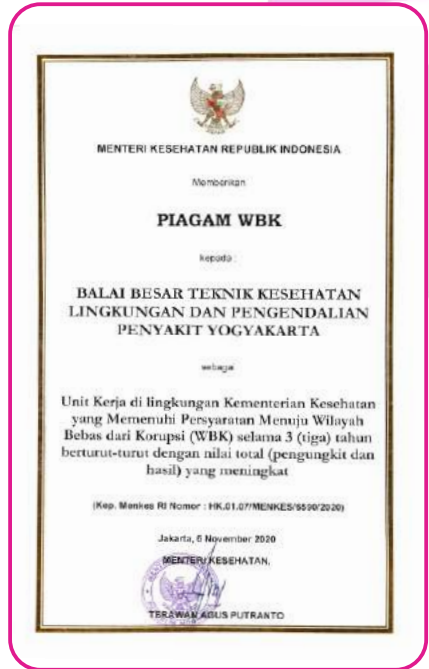 MENTERI KESEHATAN REPUBLIK INDONESIA
Memberikan
PIAGAM WBK
kepada :
BALAI BESAR TEKNIK KESEHATAN
LINGKUNGAN DAN PENGENDALIAN
PENYAKIT YOGYAKARTA
sebagai
Unit Kerja di lingkungan Kementerian Kesehatan
yang Memenuhi Persyaratan Menuju Wilayah
Bebas dari Korupsi (WBK) selama 3 (tiga) tahun
berturut-turut dengan nilai total (pengungkit dan
hasil) yang meningkat
(Kep. Menkes RI Nomor : HK.01.07/MENKES/5590/2020)
Jakarta, 6 November 2020
MENTERI KESEHATAN,
TERAWAN AGUS PUTRANTO